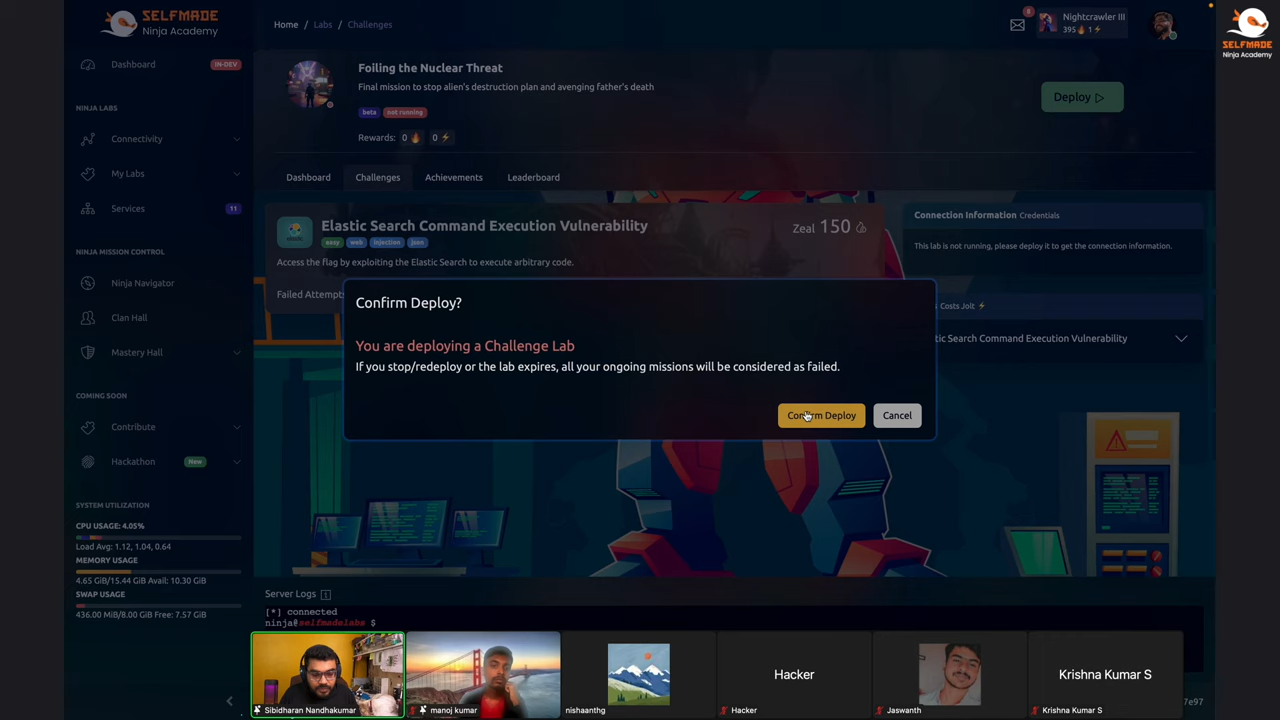 SELFMADE
Ninja Academy
Home / Labs / Challenges
8
Nightcrawler III
395 1
SELFMADE
Ninja Academy
Dashboard
IN-DEV
NINJA LABS
Connectivity
My Labs
Services
11
NINJA MISSION CONTROL
Ninja Navigator
Clan Hall
Mastery Hall
COMING SOON
Contribute
Hackathon
New
SYSTEM UTILIZATION
CPU USAGE: 4.05%
Load Avg: 1.12, 1.04, 0.64
MEMORY USAGE
4.65 GiB/15.44 GiB Avail: 10.30 GiB
SWAP USAGE
436.00 MiB/8.00 GiB Free: 7.57 GiB
Foiling the Nuclear Threat
Final mission to stop alien's destruction plan and avenging father's death
beta not running
Rewards: 0 0
Deploy
Dashboard Challenges Achievements Leaderboard
Elastic Search Command Execution Vulnerability
Zeal 150
easy web injection json
Access the flag by exploiting the Elastic Search to execute arbitrary code.
Failed Attempt
Connection Information Credentials
This lab is not running, please deploy it to get the connection information.
Costs Jolt
Search Command Execution Vulnerability
Confirm Deploy?
You are deploying a Challenge Lab
If you stop/redeploy or the lab expires, all your ongoing missions will be considered as failed.
Confirm Deploy
Cancel
Server Logs 1
[*] connected
ninja@selfmadelabs $
Sibidharan Nandhakumar
manoj kumar
nishaanthg
Hacker
Hacker
Jaswanth
Krishna Kumar S
Krishna Kumar S
7e97